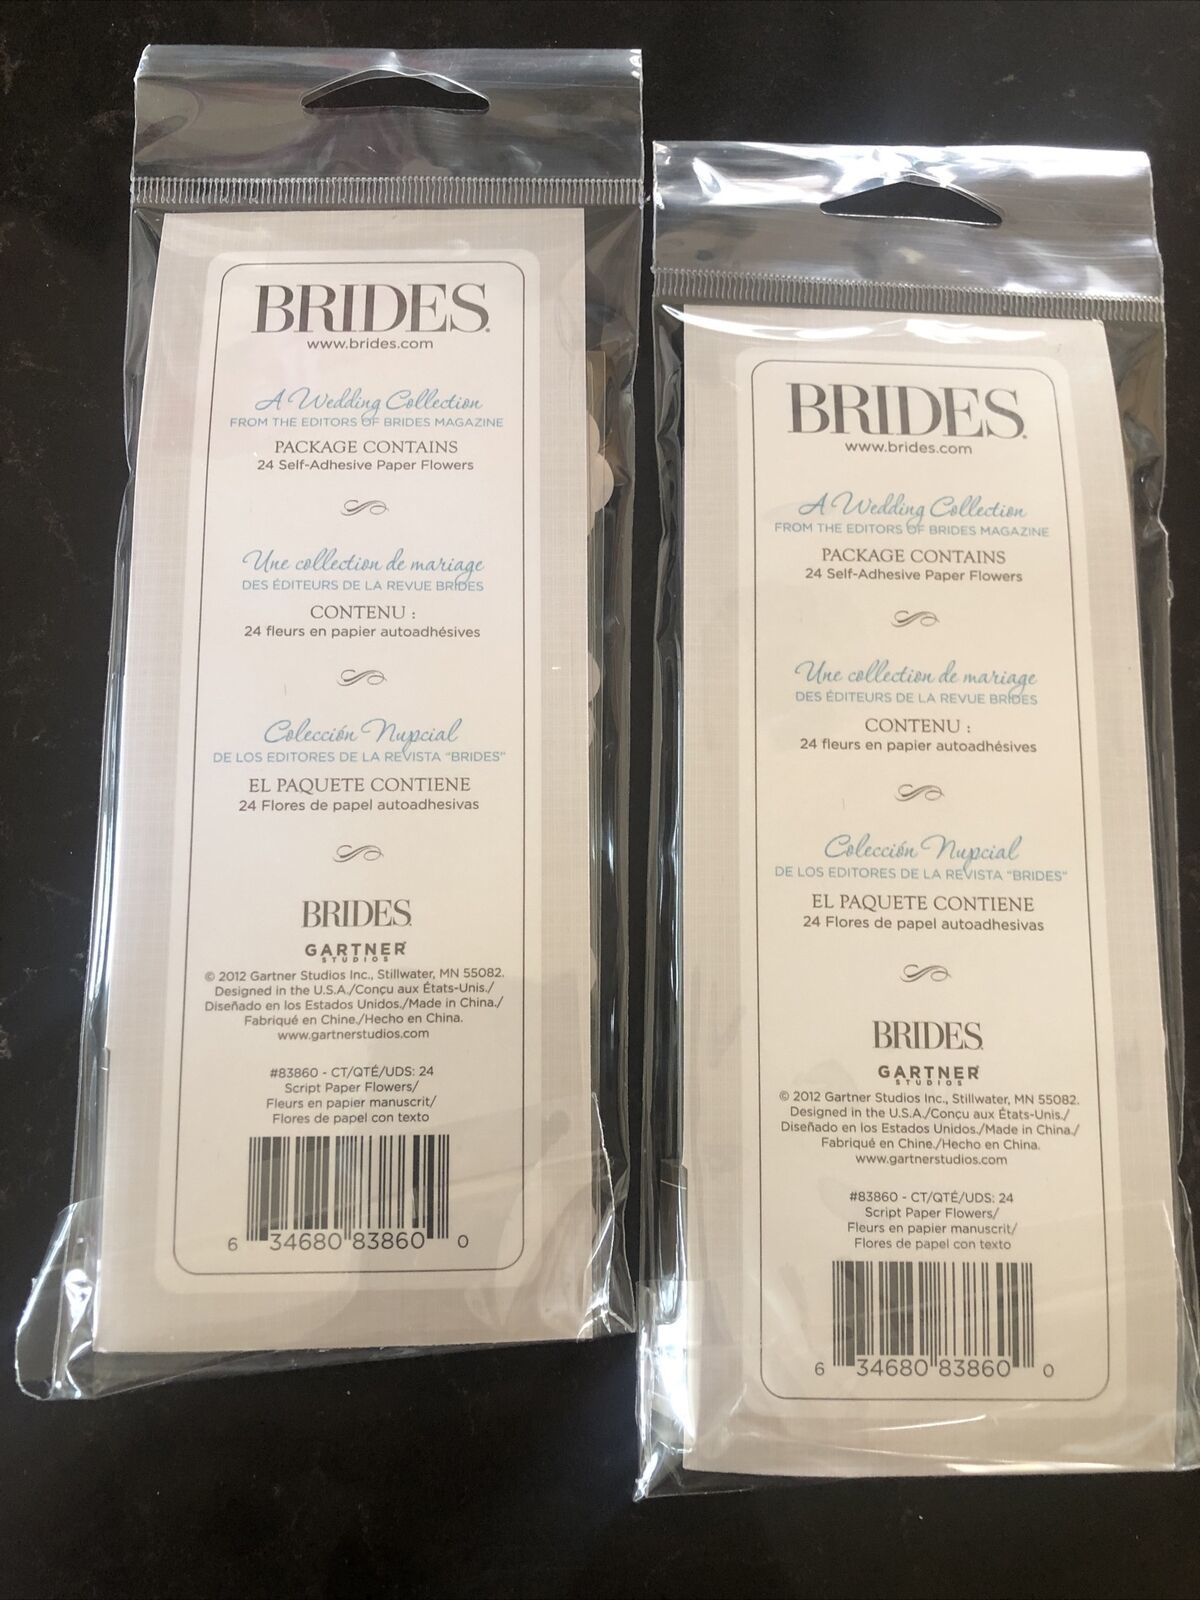 BRIDES.
www.brides.com
A Wedding Collection
FROM THE EDITORS OF BRIDES MAGAZINE
PACKAGE CONTAINS
24 Self-Adhesive Paper Flowers
Une collection de mariage
DES ÉDITEURS DE LA REVUE BRIDES
CONTENU :
24 fleurs en papier autoadhésives
Colección Nupcial
DE LOS EDITORES DE LA REVISTA "BRIDES"
EL PAQUETE CONTIENE
24 Flores de papel autoadhesivas
BRIDES.
GARTNER
STUDIOS
© 2012 Gartner Studios Inc., Stillwater, MN 55082.
Designed in the U.S.A./Conçu aux États-Unis./
Diseñado en los Estados Unidos./Made in China./
Fabriqué en Chine./Hecho en China.
www.gartnerstudios.com
#83860 - CT/QTÉ/UDS: 24
Script Paper Flowers/
Fleurs en papier manuscrit/
Flores de papel con texto
6 34680 83860 0
BRIDES.
www.brides.com
A Wedding Collection
FROM THE EDITORS OF BRIDES MAGAZINE
PACKAGE CONTAINS
24 Self-Adhesive Paper Flowers
Une collection de mariage
DES ÉDITEURS DE LA REVUE BRIDES
CONTENU :
24 fleurs en papier autoadhésives
Colección Nupcial
DE LOS EDITORES DE LA REVISTA "BRIDES"
EL PAQUETE CONTIENE
24 Flores de papel autoadhesivas
BRIDES.
GARTNER
STUDIOS
© 2012 Gartner Studios Inc., Stillwater, MN 55082.
Designed in the U.S.A./Conçu aux États-Unis./
Diseñado en los Estados Unidos./Made in China./
Fabriqué en Chine./Hecho en China.
www.gartnerstudios.com
#83860 - CT/QTÉ/UDS: 24
Script Paper Flowers/
Fleurs en papier manuscrit/
Flores de papel con texto
6 34680 83860 0